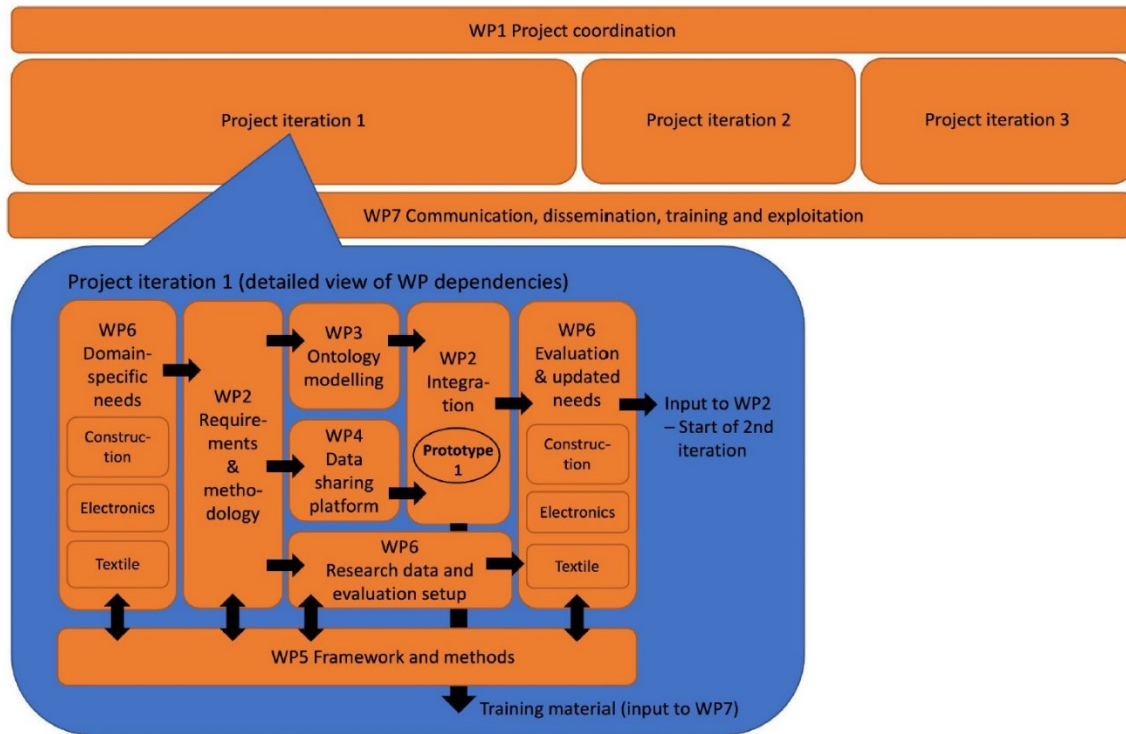 WP1 Project coordination
Project iteration 1
Project iteration 2
Project iteration 3
WP7 Communication, dissemination, training and exploitation
Project iteration 1 (detailed view of WP dependencies)
WP6
Domain-
specific
needs
Construc-
tion
Electronics
Textile
WP2
Require-
ments
&
metho-
dology
WP3
Ontology
modelling
WP4
Data
sharing
platform
WP6
Research data and
evaluation setup
WP2
Integra-
tion
Prototype
1
WP6
Evaluation
& updated
needs
Construc-
tion
Electronics
Textile
Input to WP2
– Start of 2nd
iteration
WP5 Framework and methods
Training material (input to WP7)